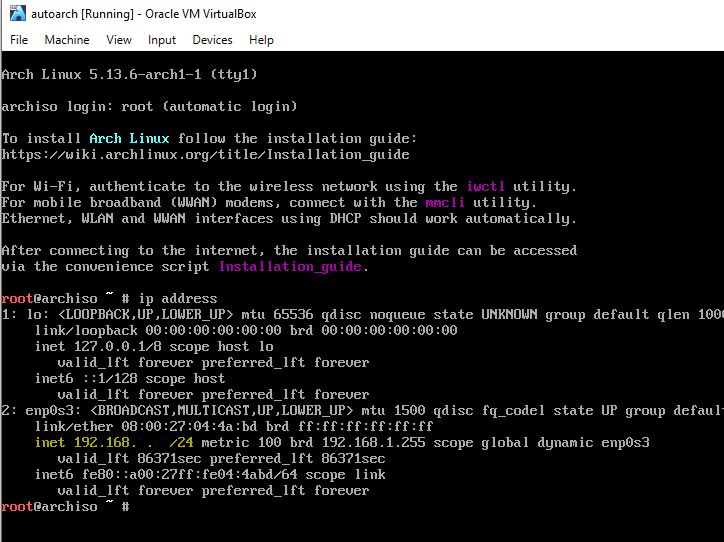 autoarch [Running] - Oracle VM VirtualBox
File Machine View Input Devices Help
Arch Linux 5.13.6-arch1-1 (tty1)
archiso login: root (automatic login)
To install Arch Linux follow the installation guide:
https://wiki.archlinux.org/title/Installation_guide
For Wi-Fi, authenticate to the wireless network using the iwctl utility.
For mobile broadband (WWAN) modems, connect with the mmcli utility.
Ethernet, WLAN and WWAN interfaces using DHCP should work automatically.
After connecting to the internet, the installation guide can be accessed
via the convenience script Installation_guide.
root@archiso ~ # ip address
1: lo: <LOOPBACK,UP,LOWER_UP> mtu 65536 qdisc noqueue state UNKNOWN group default qlen 1000
link/loopback 00:00:00:00:00:00 brd 00:00:00:00:00:00
inet 127.0.0.1/8 scope host lo
valid_lft forever preferred_lft forever
inet6 ::1/128 scope host
valid_lft forever preferred_lft forever
2: enp0s3: <BROADCAST,MULTICAST,UP,LOWER_UP> mtu 1500 qdisc fq_codel state UP group defaul
link/ether 08:00:27:04:4a:bd brd ff:ff:ff:ff:ff:ff
inet 192.168. . /24 metric 100 brd 192.168.1.255 scope global dynamic enp0s3
valid_lft 86371sec preferred_lft 86371sec
inet6 fe80::a00:27ff:fe04:4abd/64 scope link
valid_lft forever preferred_lft forever
root@archiso ~ #